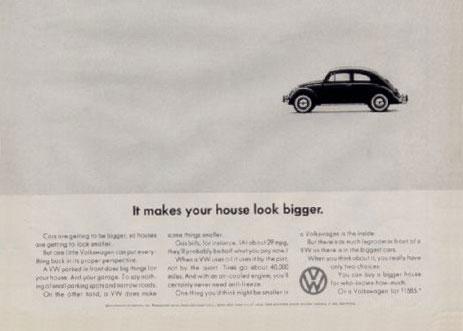 It makes your house look bigger.
Cars are getting to be bigger, so houses
are getting to look smaller.
But one little Volkswagen can put every-
thing back in its proper perspective.
A VW parked in front does big things for
your house. And your garage. To say noth-
ing of small parking spots and narrow roads.
On the other hand, a VW does make
some things smaller.
Gas bills, for instance. (At about 29 mpg,
they'll probably be half what you pay now.)
When a VW uses oil it uses it by the pint,
not by the quart. Tires go about 40,000
miles. And with an air-cooled engine, you'll
One thing you'd think might be smaller in
a Volkswagen is the inside.
But there's as much legroom in front of a
VW as there is in the biggest cars.
When you think about it, you really have
only two choices:
You can buy a bigger house
for who-knows-how-much.
Or a Volkswagen for $1585.*
VW